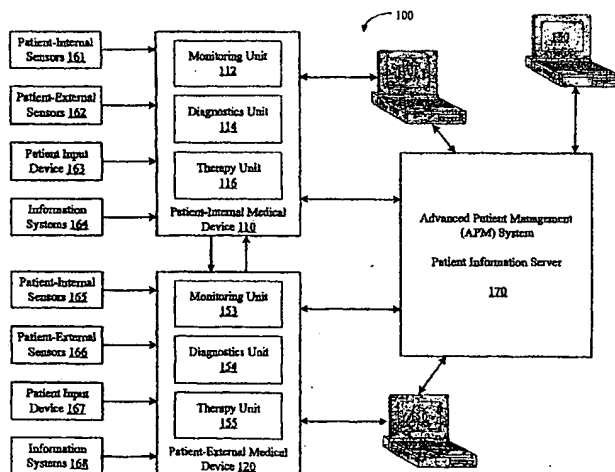 100
Patient-Internal
Sensors 161
Patient-External
Sensors 162
Patient Input
Device 163
Information
Systems 164
Monitoring Unit
112
Diagnostics Unit
114
Therapy Unit
116
Patient-Internal Medical
Device 110
Patient-Internal
Sensors 165
Patient-External
Sensors 166
Patient Input
Device 167
Information
Systems 168
Monitoring Unit
153
Diagnostics Unit
154
Therapy Unit
155
Patient-External Medical
Device 120
Advanced Patient Management
(APM) System
Patient Information Server
170